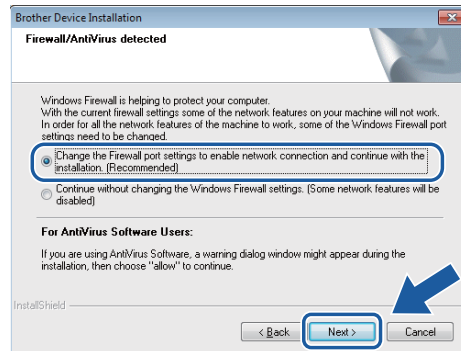 Brother Device Installation
Firewall/AntiVirus detected
Windows Firewall is helping to protect your computer.
With the current firewall settings some of the network features on your machine will not work.
In order for all the network features of the machine to work, some of the Windows Firewall port
settings need to be changed.
Change the Firewall port settings to enable network connection and continue with the
installation. (Recommended)
Continue without changing the Windows Firewall settings. (Some network features will be
disabled)
For AntiVirus Software Users:
If you are using AntiVirus Software, a warning dialog window might appear during the
installation, then choose "allow" to continue.
InstallShield
< Back
Next >
Cancel